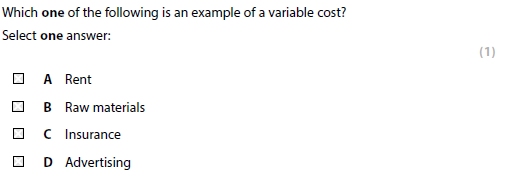 Which one of the following is an example of a variable cost?
Select one answer:
(1)
A Rent
B Raw materials
C Insurance
D Advertising